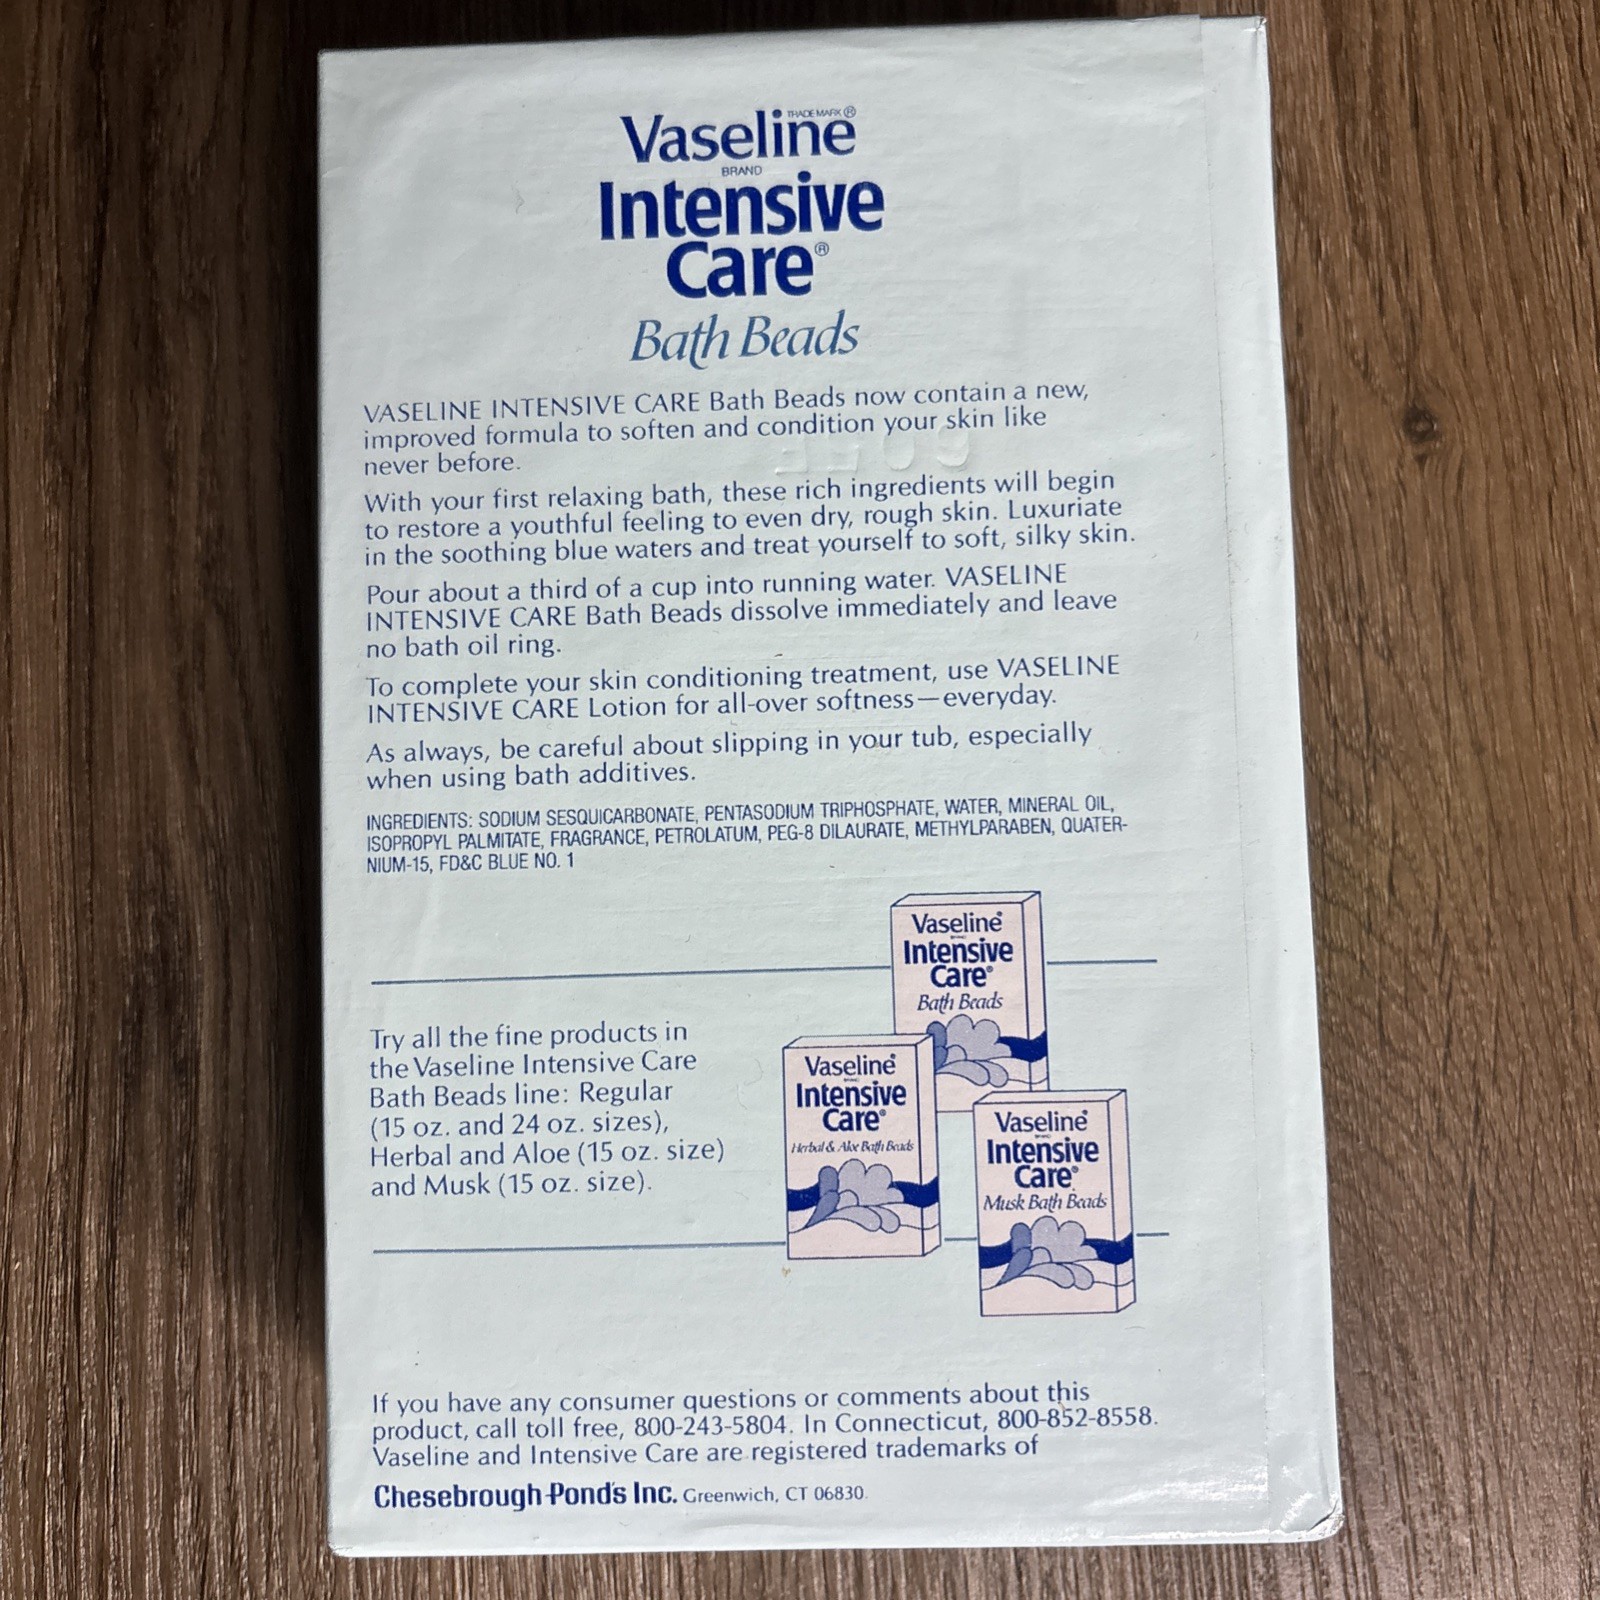 Vaseline TRADEMARK®
BRAND
Intensive
Care®
Bath Beads
VASELINE INTENSIVE CARE Bath Beads now contain a new,
improved formula to soften and condition your skin like
never before.
With your first relaxing bath, these rich ingredients will begin
to restore a youthful feeling to even dry, rough skin. Luxuriate
in the soothing blue waters and treat yourself to soft, silky skin.
Pour about a third of a cup into running water. VASELINE
INTENSIVE CARE Bath Beads dissolve immediately and leave
no bath oil ring.
To complete your skin conditioning treatment, use VASELINE
INTENSIVE CARE Lotion for all-over softness—everyday.
As always, be careful about slipping in your tub, especially
when using bath additives.
INGREDIENTS: SODIUM SESQUICARBONATE, PENTASODIUM TRIPHOSPHATE, WATER, MINERAL OIL,
ISOPROPYL PALMITATE, FRAGRANCE, PETROLATUM, PEG-8 DILAURATE, METHYLPARABEN, QUATER-
NIUM-15, FD&C BLUE NO. 1
Vaseline
Intensive
Care®
Bath Beads
Try all the fine products in
the Vaseline Intensive Care
Bath Beads line: Regular
(15 oz. and 24 oz. sizes),
Herbal and Aloe (15 oz. size)
and Musk (15 oz. size).
Vaseline
Intensive
Care®
Herbal & Aloe Bath Beads
Vaseline
Intensive
Care®
Musk Bath Beads
If you have any consumer questions or comments about this
product, call toll free, 800-243-5804. In Connecticut, 800-852-8558.
Vaseline and Intensive Care are registered trademarks of
Chesebrough-Pond's Inc. Greenwich, CT 06830.